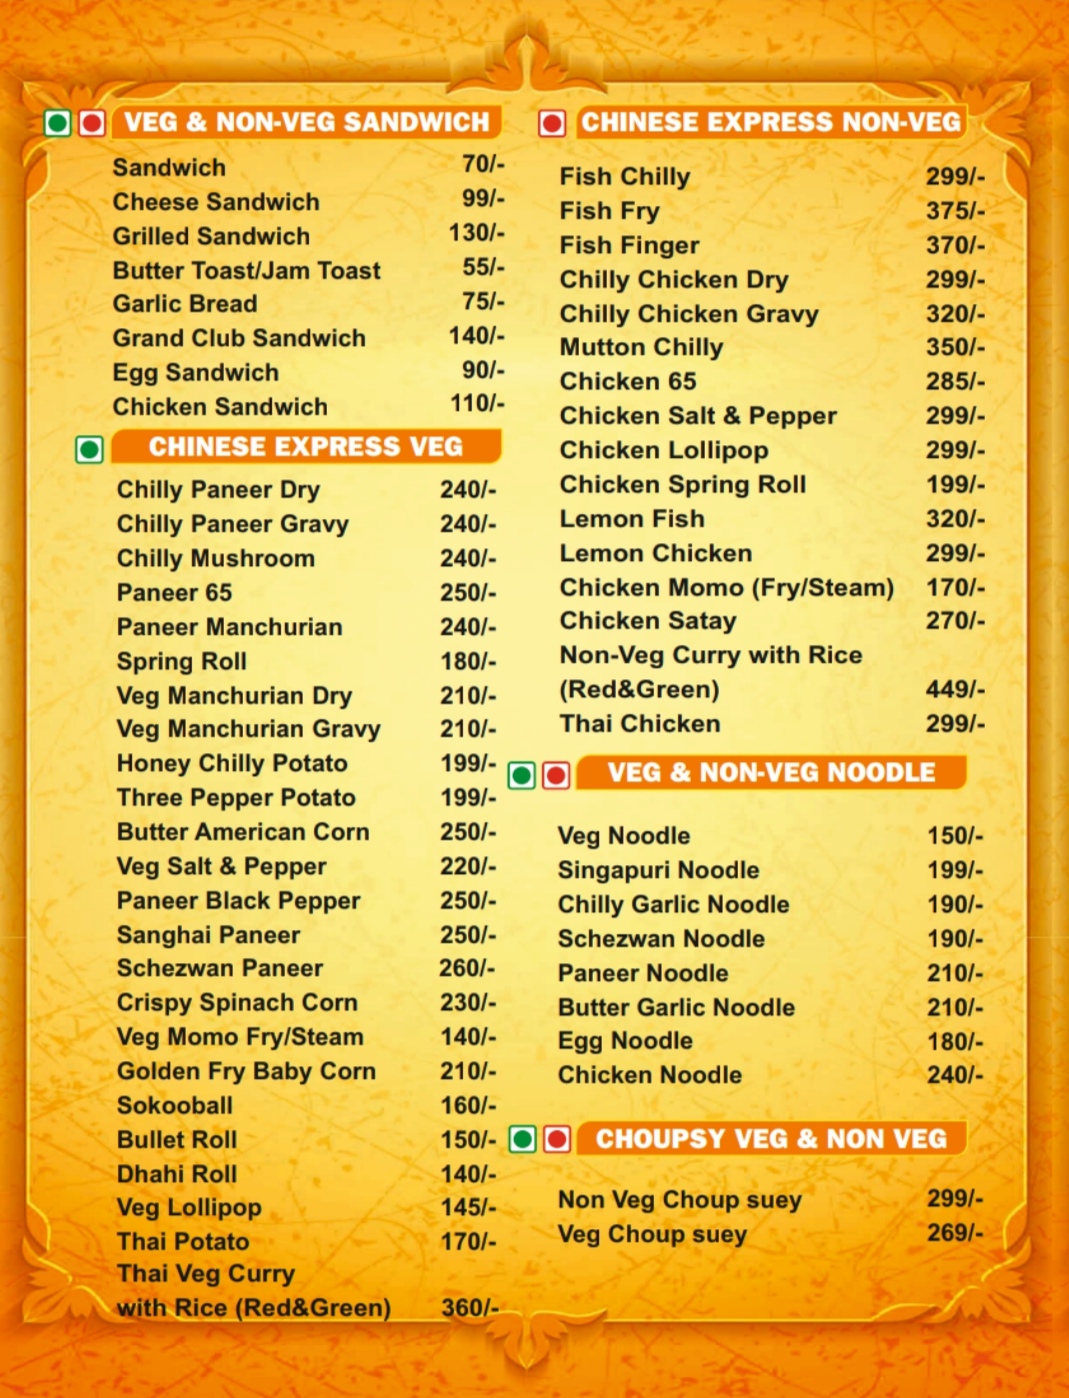 VEG & NON-VEG SANDWICH
Sandwich 70/-
Cheese Sandwich 99/-
Grilled Sandwich 130/-
Butter Toast/Jam Toast 55/-
Garlic Bread 75/-
Grand Club Sandwich 140/-
Egg Sandwich 90/-
Chicken Sandwich 110/-
CHINESE EXPRESS VEG
Chilly Paneer Dry 240/-
Chilly Paneer Gravy 240/-
Chilly Mushroom 240/-
Paneer 65 250/-
Paneer Manchurian 240/-
Spring Roll 180/-
Veg Manchurian Dry 210/-
Veg Manchurian Gravy 210/-
Honey Chilly Potato 199/-
Three Pepper Potato 199/-
Butter American Corn 250/-
Veg Salt & Pepper 220/-
Paneer Black Pepper 250/-
Sanghai Paneer 250/-
Schezwan Paneer 260/-
Crispy Spinach Corn 230/-
Veg Momo Fry/Steam 140/-
Golden Fry Baby Corn 210/-
Sokooball 160/-
Bullet Roll 150/-
Dhahi Roll 140/-
Veg Lollipop 145/-
Thai Potato 170/-
Thai Veg Curry
with Rice (Red&Green) 360/-
CHINESE EXPRESS NON-VEG
Fish Chilly 299/-
Fish Fry 375/-
Fish Finger 370/-
Chilly Chicken Dry 299/-
Chilly Chicken Gravy 320/-
Mutton Chilly 350/-
Chicken 65 285/-
Chicken Salt & Pepper 299/-
Chicken Lollipop 299/-
Chicken Spring Roll 199/-
Lemon Fish 320/-
Lemon Chicken 299/-
Chicken Momo (Fry/Steam) 170/-
Chicken Satay 270/-
Non-Veg Curry with Rice
(Red&Green) 449/-
Thai Chicken 299/-
VEG & NON-VEG NOODLE
Veg Noodle 150/-
Singapuri Noodle 199/-
Chilly Garlic Noodle 190/-
Schezwan Noodle 190/-
Paneer Noodle 210/-
Butter Garlic Noodle 210/-
Egg Noodle 180/-
Chicken Noodle 240/-
CHOUPSY VEG & NON VEG
Non Veg Choup suey 299/-
Veg Choup suey 269/-